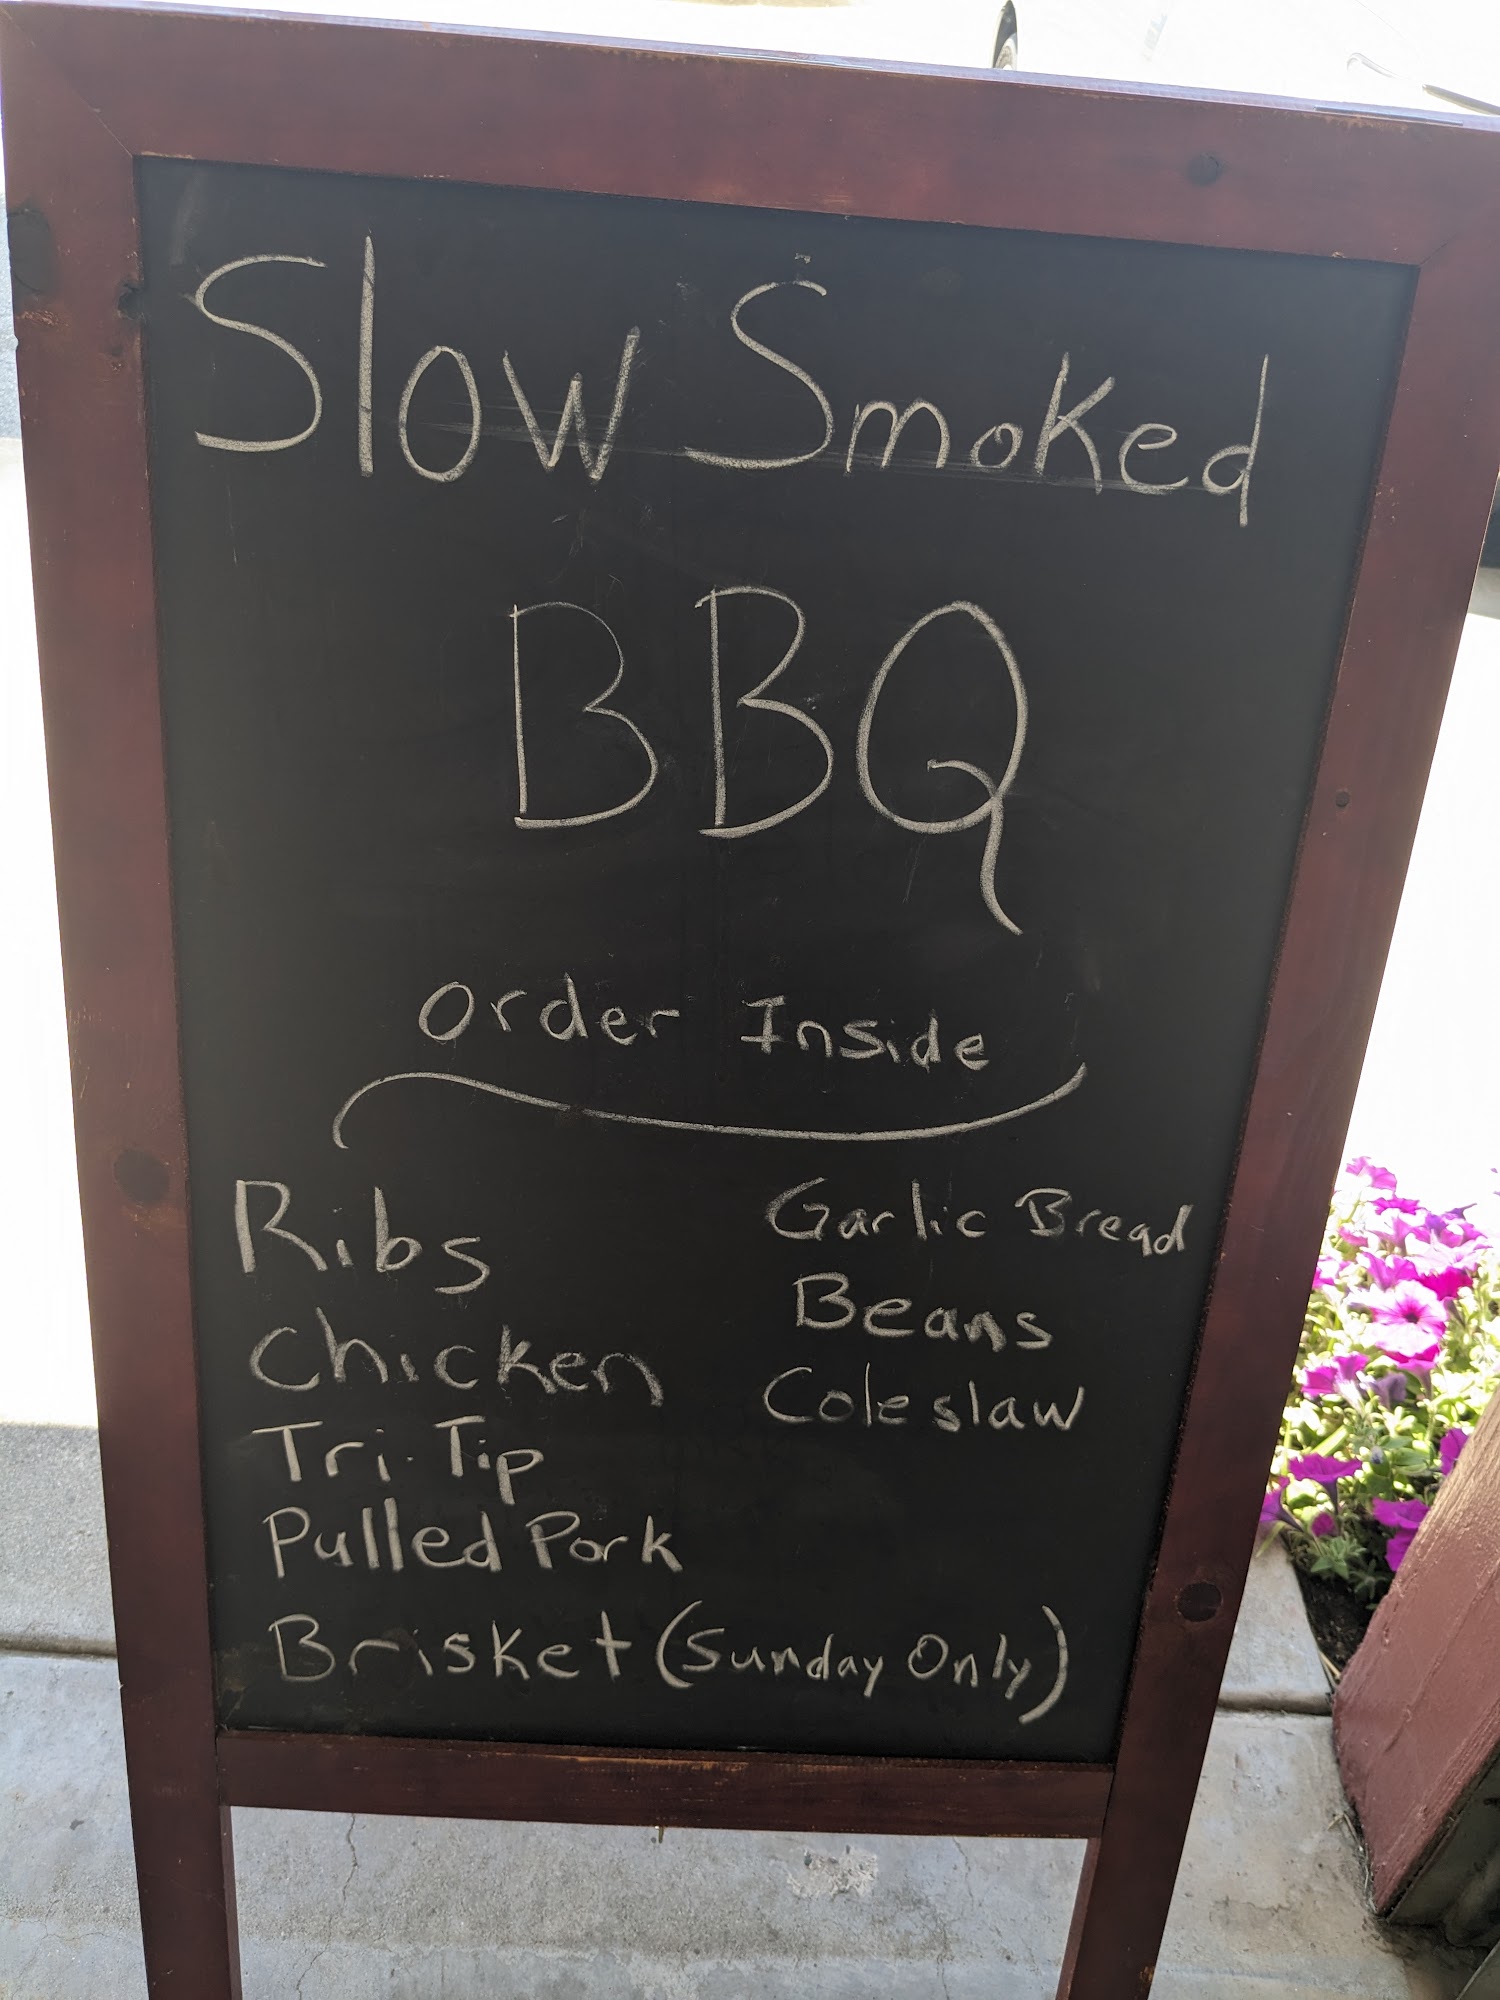 Slow Smoked
BBQ
Order Inside
Ribs
Chicken
Tri-Tip
Pulled Pork
Brisket (Sunday Only)
Garlic Bread
Beans
Coleslaw